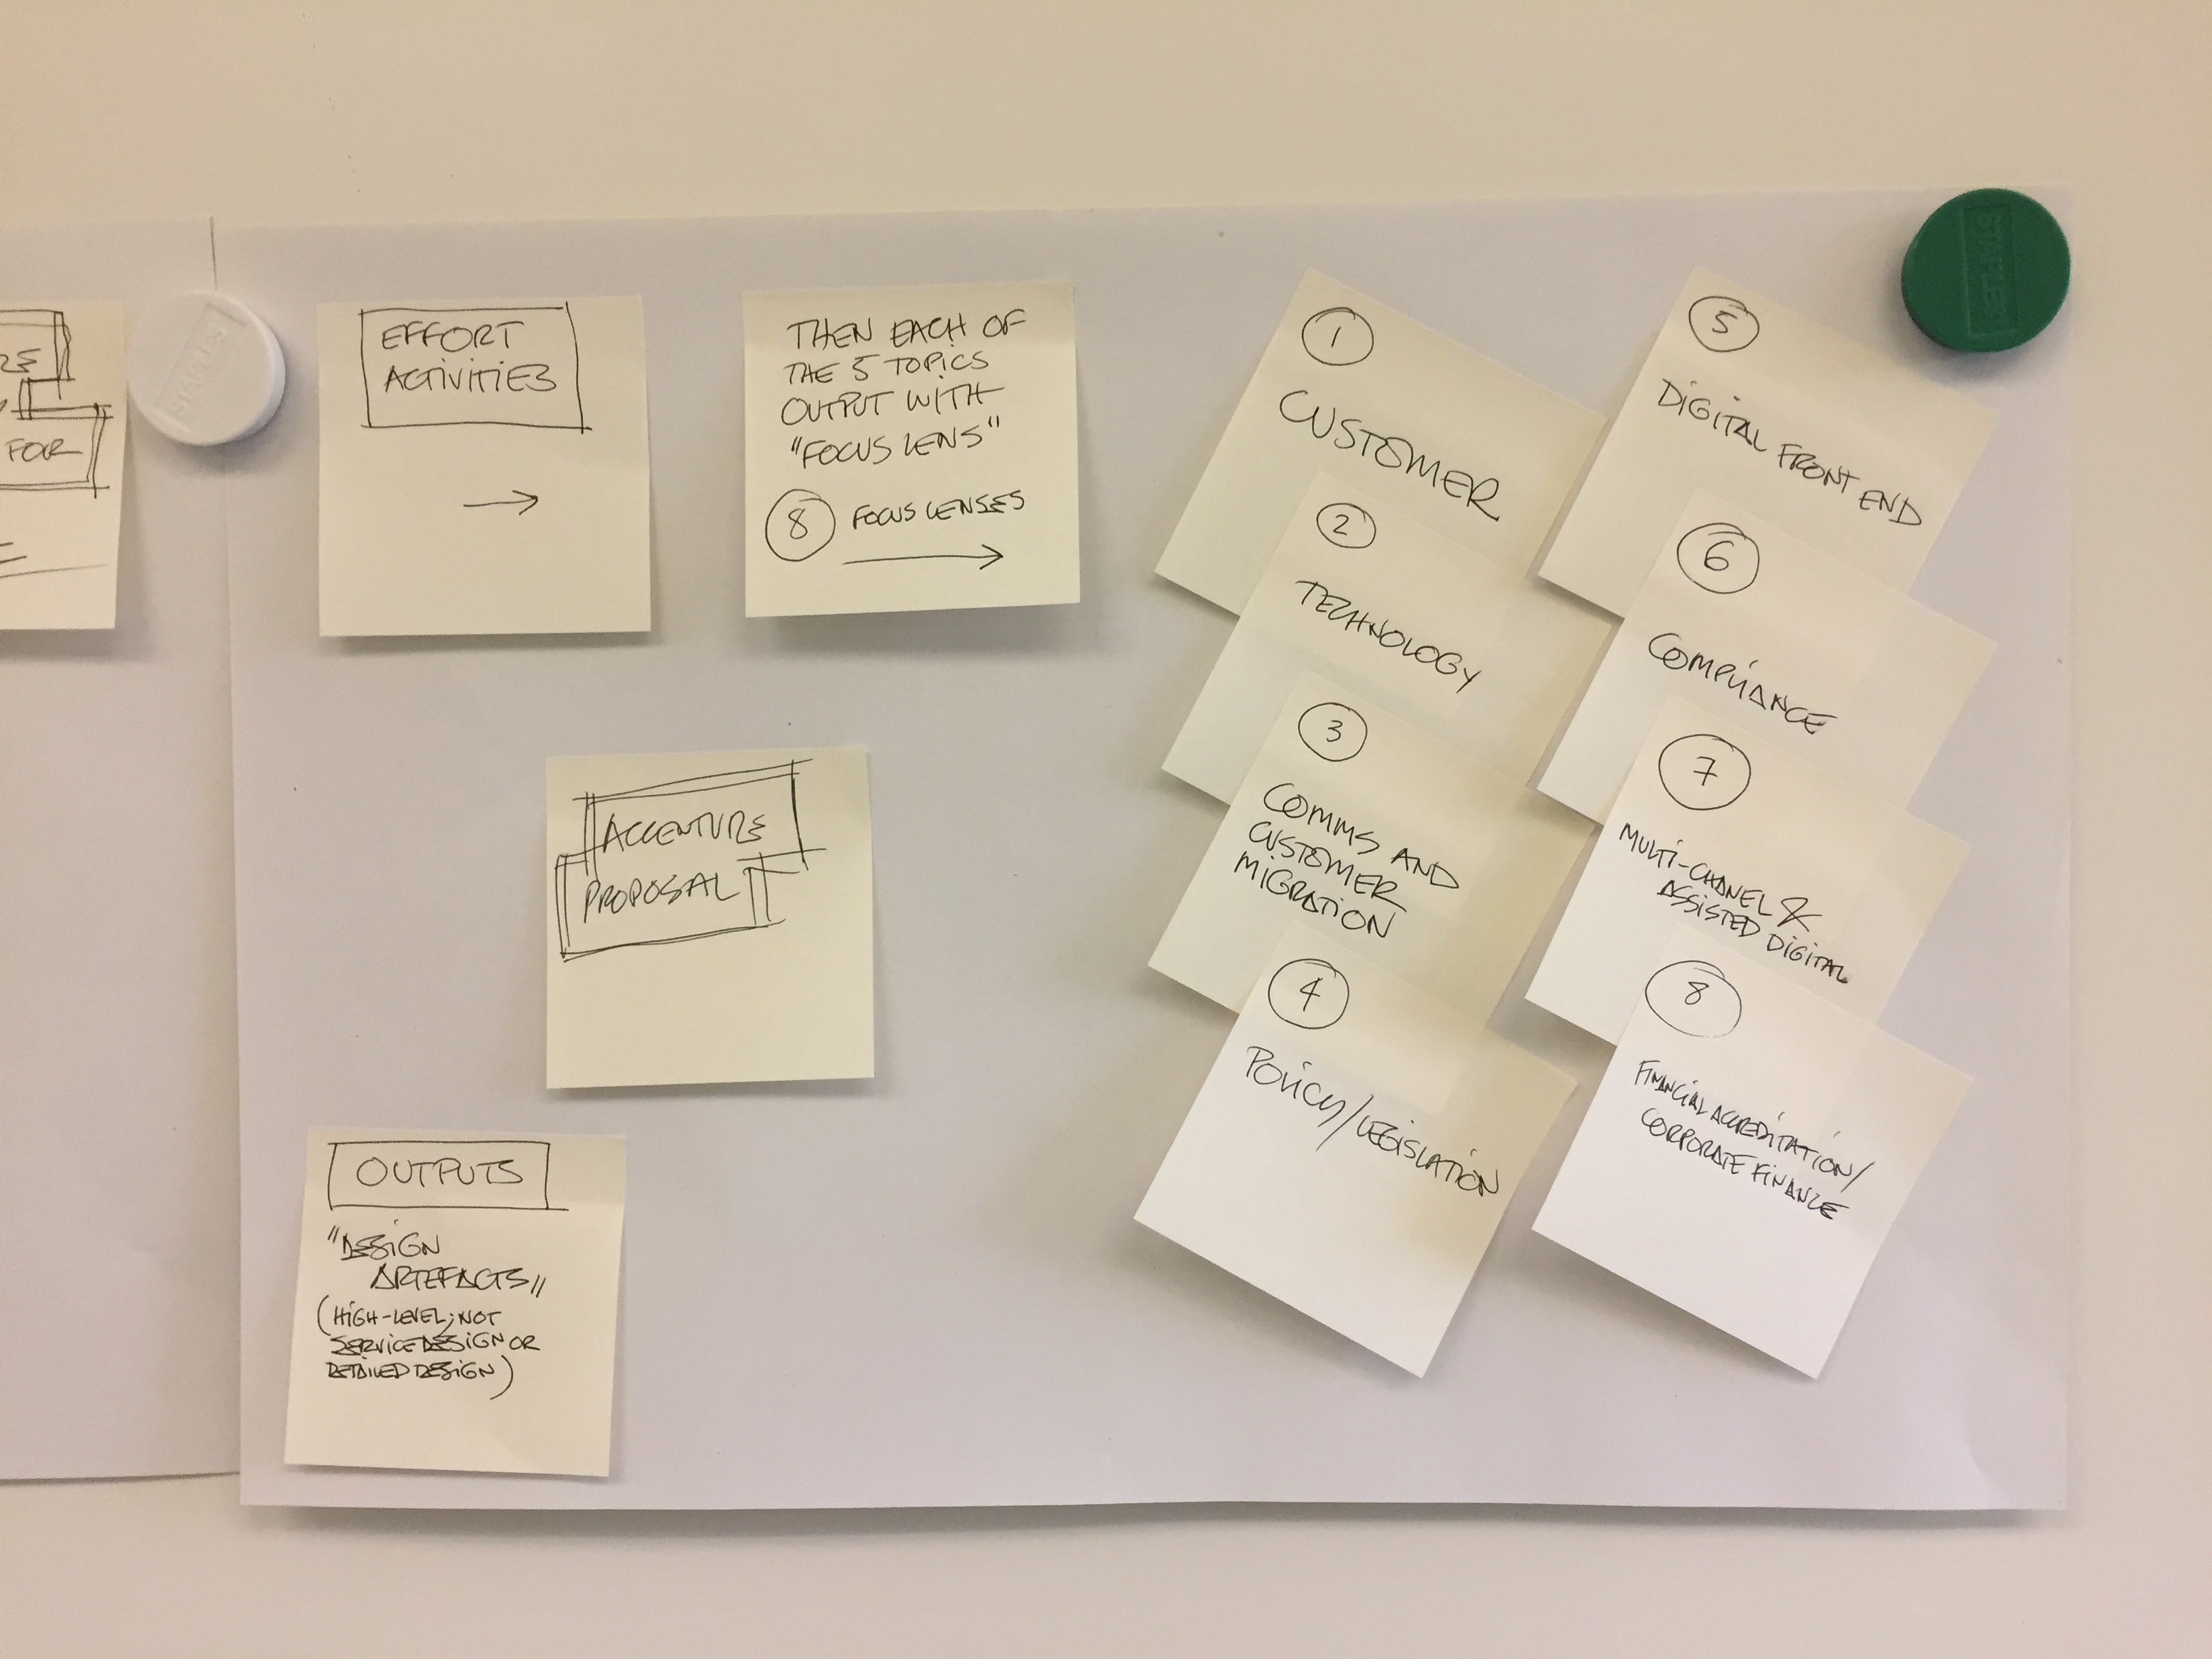 FOR
STAPLES
EFFORT
ACTIVITIES
THEN EACH OF
THE 5 TOPICS
OUTPUT WITH
"FOCUS LENS"
8 FOCUS LENSES
ACCENTURE
PROPOSAL
OUTPUTS
"DESIGN
ARTEFACTS"
(HIGH-LEVEL; NOT
SERVICE DESIGN OR
DETAILED DESIGN)
1
CUSTOMER
2
TECHNOLOGY
3
COMMS AND
CUSTOMER
MIGRATION
4
POLICY/LEGISLATION
5
DIGITAL FRONT END
6
COMPLIANCE
7
MULTI-CHANEL &
ASSISTED DIGITAL
8
FINANCIAL ACCREDITATION/
CORPORATE FINANCE
STAPLES